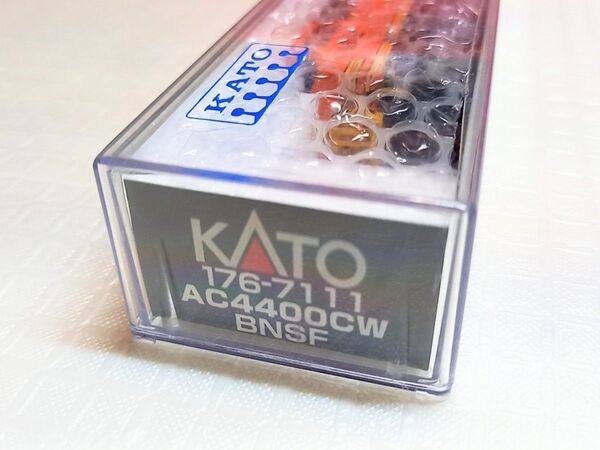 KATO
KATO
176-7111
AC4400CW
BNSF